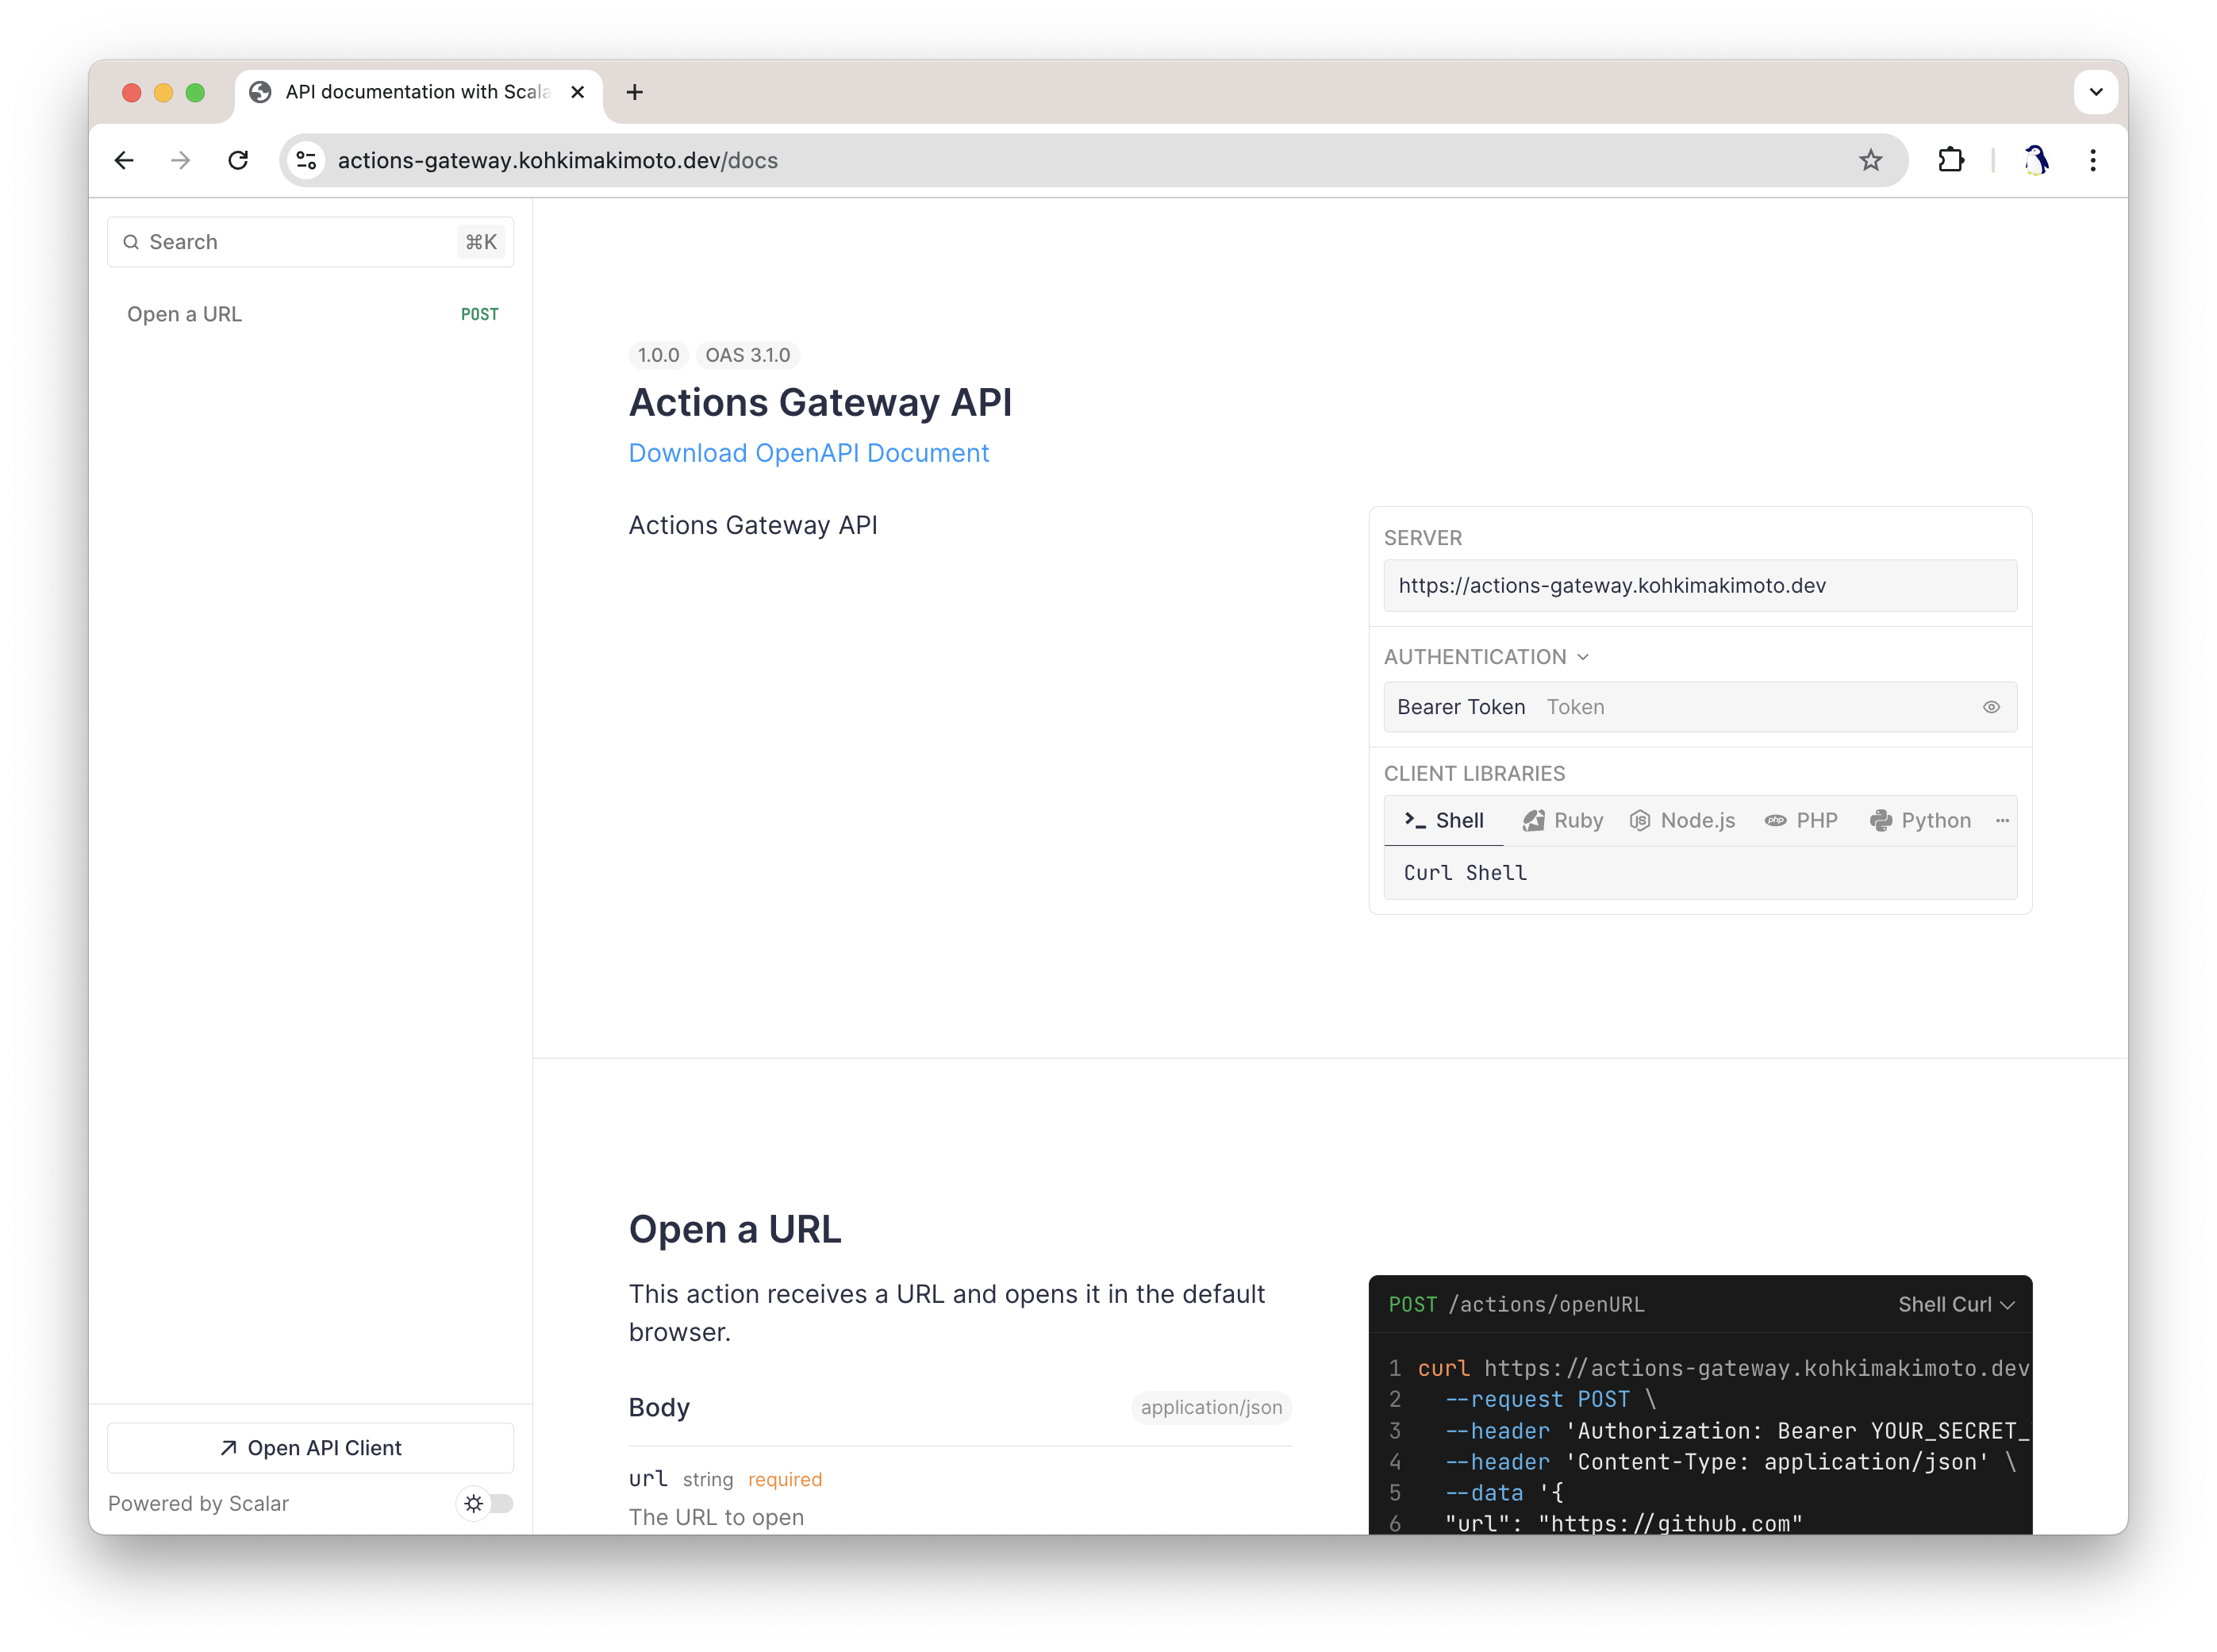 API documentation with Scala
actions-gateway.kohkimakimoto.dev/docs
Search
⌘K
Open a URL
POST
1.0.0
OAS 3.1.0
Actions Gateway API
Download OpenAPI Document
Actions Gateway API
SERVER
https://actions-gateway.kohkimakimoto.dev
AUTHENTICATION
Bearer Token Token
CLIENT LIBRARIES
Shell Ruby Node.js PHP Python ...
Curl Shell
Open a URL
This action receives a URL and opens it in the default
browser.
Body
application/json
url string required
The URL to open
POST /actions/openURL
Shell Curl
1 curl https://actions-gateway.kohkimakimoto.dev
2 --request POST \
3 --header 'Authorization: Bearer YOUR_SECRET_
4 --header 'Content-Type: application/json' \
5 --data '{
6 "url": "https://github.com"
Open API Client
Powered by Scalar